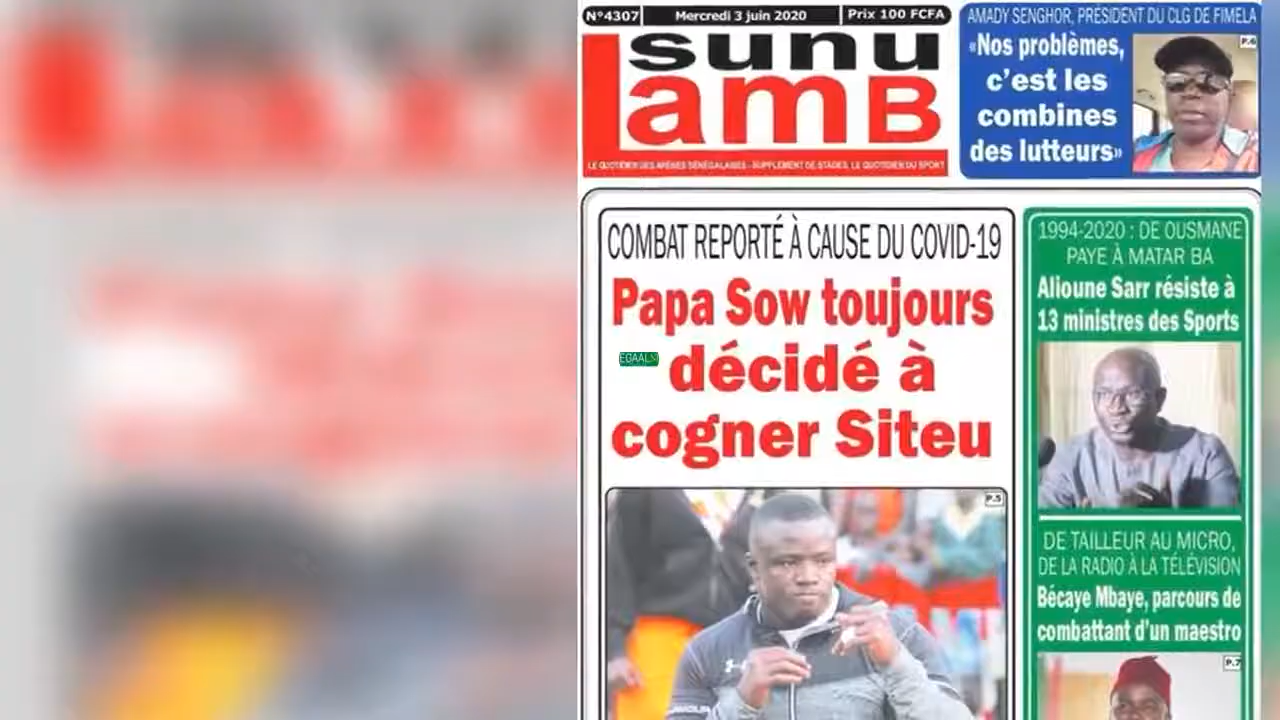 N°4307
Mercredi 3 juin 2020
Prix 100 FCFA
sunu
lamB
LE QUOTIDIEN DES ARÈNES SÉNÉGALAISES - SUPPLÉMENT DE STADES, LE QUOTIDIEN DU SPORT
AMADY SENGHOR, PRÉSIDENT DU CLG DE FIMELA
«Nos problèmes,
c’est les
combines
des lutteurs»
P.4
COMBAT REPORTÉ À CAUSE DU COVID-19
Papa Sow toujours
décidé à
cogner Siteu
EGAAL
P.5
1994-2020 : DE OUSMANE
PAYE À MATAR BA
Alioune Sarr résiste à
13 ministres des Sports
DE TAILLEUR AU MICRO,
DE LA RADIO À LA TÉLÉVISION
Bécaye Mbaye, parcours de
combattant d’un maestro
P.7